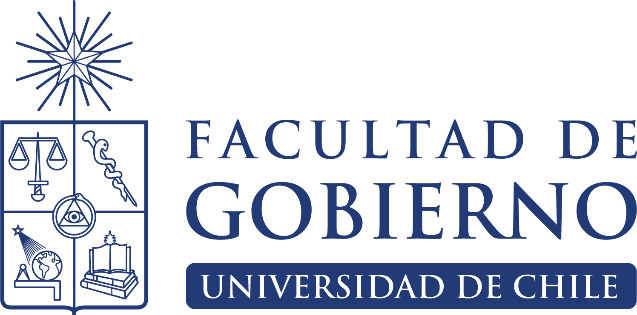 FACULTAD DE
GOBIERNO
UNIVERSIDAD DE CHILE